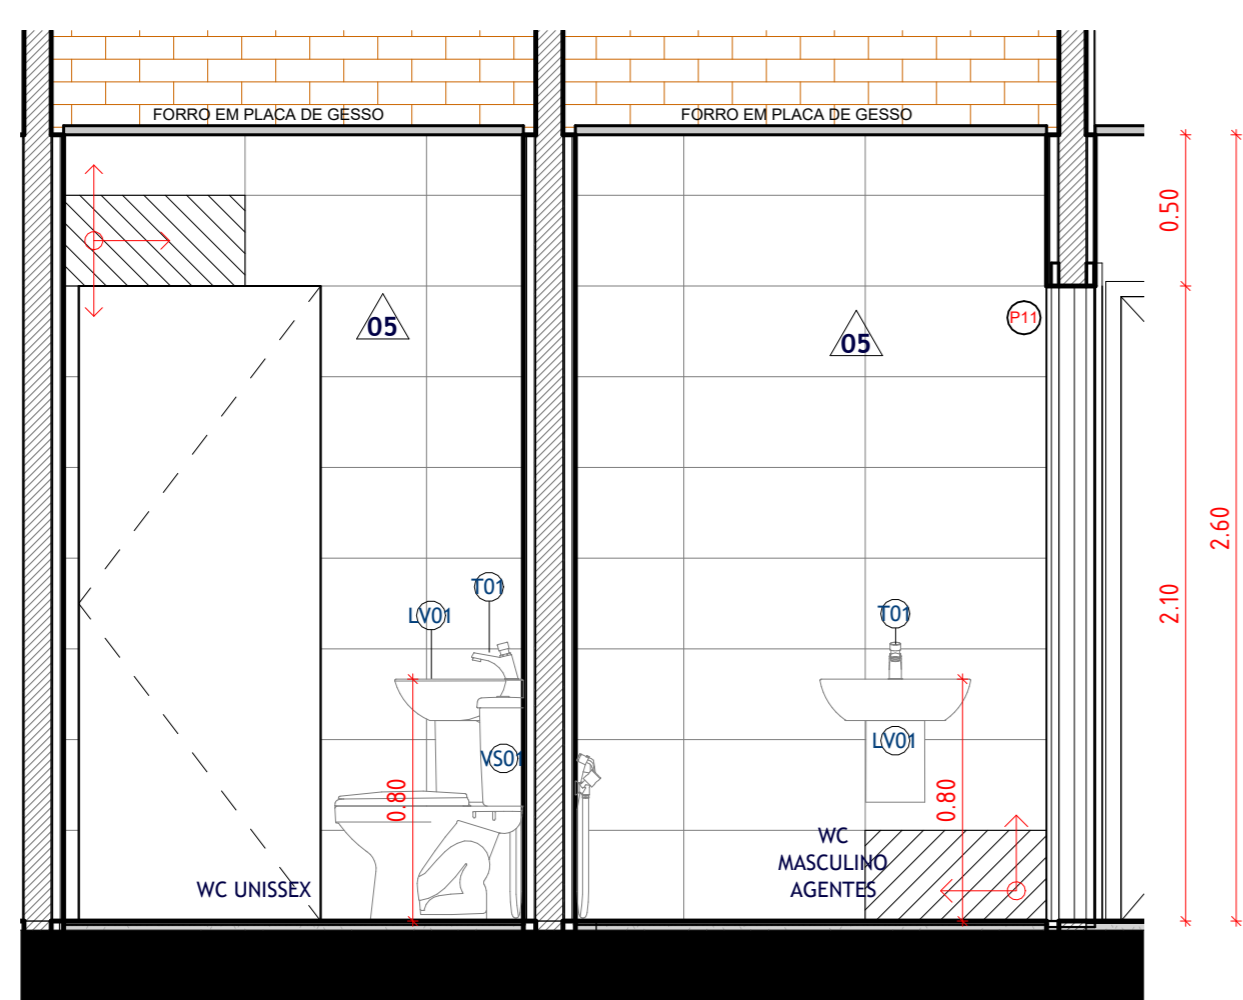 FORRO EM PLACA DE GESSO
FORRO EM PLACA DE GESSO
0.50
P11
05
05
2.60
2.10
T01
LV01
T01
LV01
VS01
0.80
0.80
WC UNISSEX
WC
MASCULINO
AGENTES